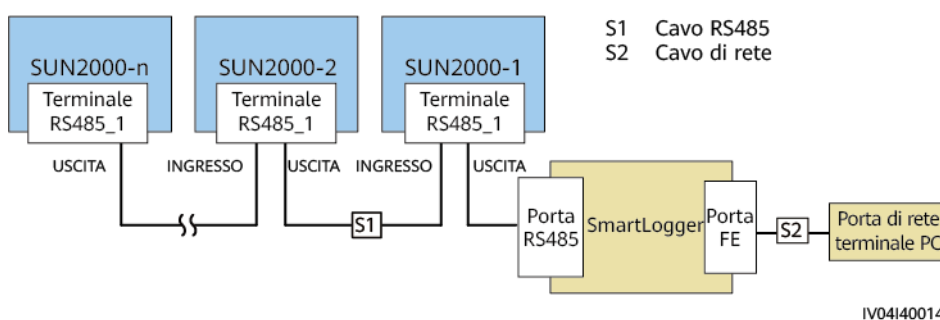 S1 Cavo RS485
S2 Cavo di rete
SUN2000-n
SUN2000-2
SUN2000-1
Terminale
RS485_1
Terminale
RS485_1
Terminale
RS485_1
USCITA
INGRESSO
USCITA
INGRESSO
USCITA
S1
Porta
RS485
SmartLogger
Porta
FE
S2
Porta di rete
terminale PC
IV04I40014